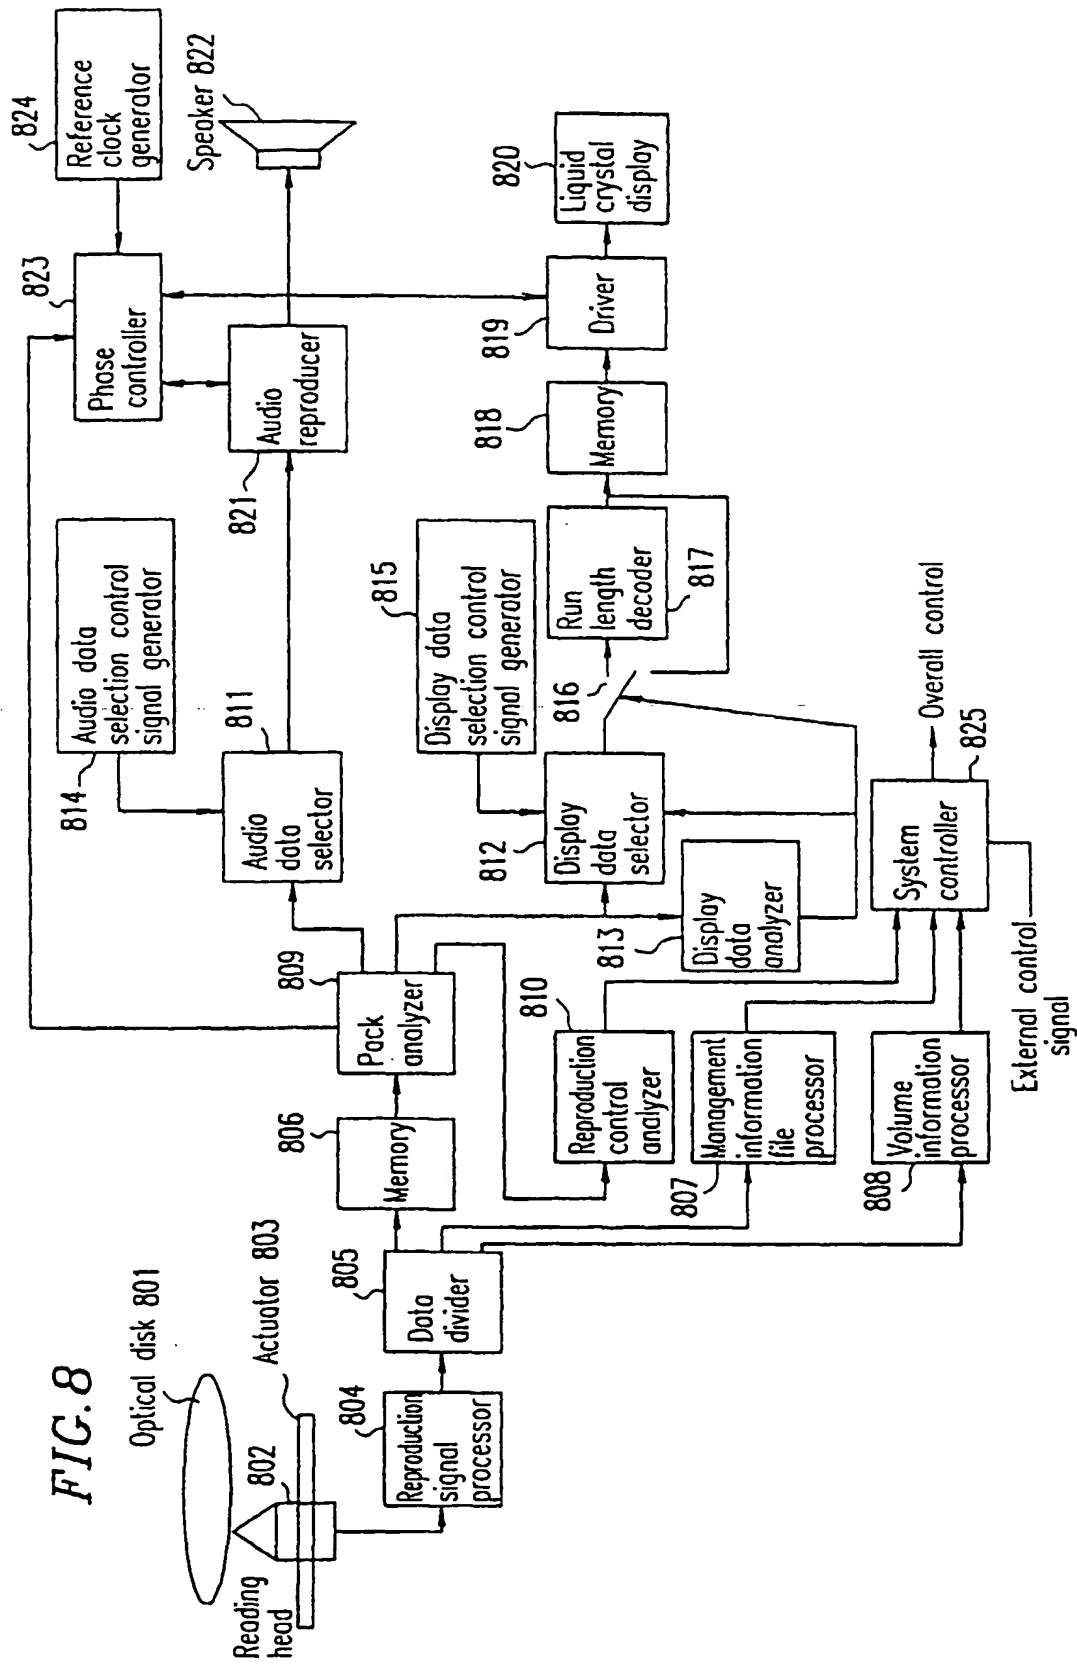 FIG.8
Optical disk 801
Actuator 803
802
Reading
head
804
Reproduction
signal
processor
805
Data
divider
806
Memory
809
Pack
analyzer
810
Reproduction
control
analyzer
807
Management
information
file
processor
808
Volume
information
processor
814
Audio data
selection control
signal generator
811
Audio data
selector
815
Display data
selection control
signal generator
812
Display
data
selector
813
Display
data
analyzer
816
Run
length
decoder
817
818
Memory
819
Driver
820
Liquid
crystal
display
821
Audio
reproducer
Speaker 822
823
Phase
controller
824
Reference
clock
generator
System
controller
825
Overall control
External control
signal